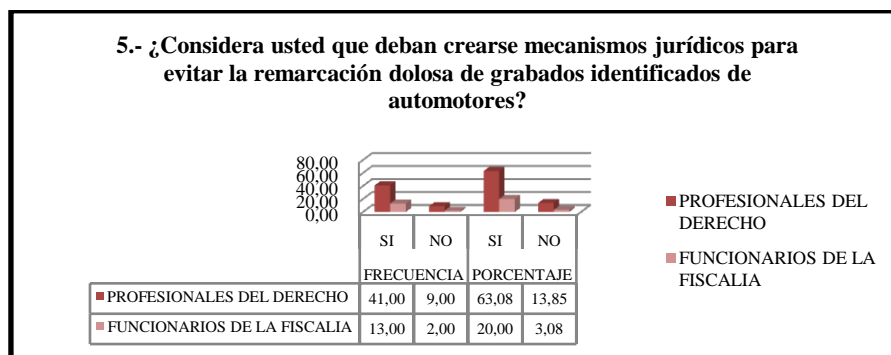 5.- ¿Considera usted que deban crearse mecanismos jurídicos para
evitar la remarcación dolosa de grabados identificados de
automotores?
80,00
60,00
40,00
20,00
0,00
PROFESIONALES DEL
DERECHO
FUNCIONARIOS DE LA
FISCALIA
SI NO SI NO
FRECUENCIA PORCENTAJE
PROFESIONALES DEL DERECHO 41,00 9,00 63,08 13,85
FUNCIONARIOS DE LA FISCALIA 13,00 2,00 20,00 3,08